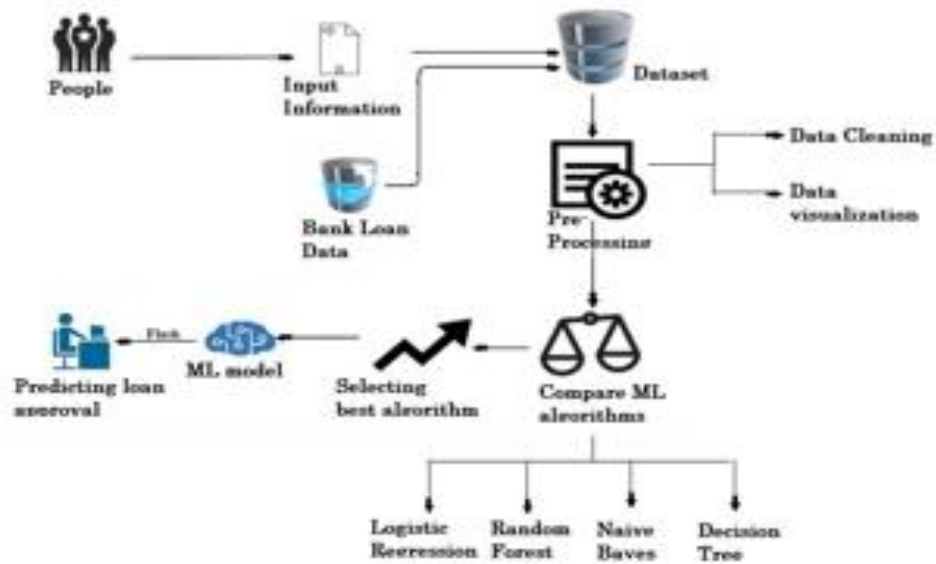 People
Input
Information
Dataset
Bank Loan
Data
Pre-
Processing
Data Cleaning
Data
visualization
Predicting loan
approval
ML model
Selecting
best algorithm
Compare ML
algorithms
Logistic
Regression
Random
Forest
Naive
Bayes
Decision
Tree